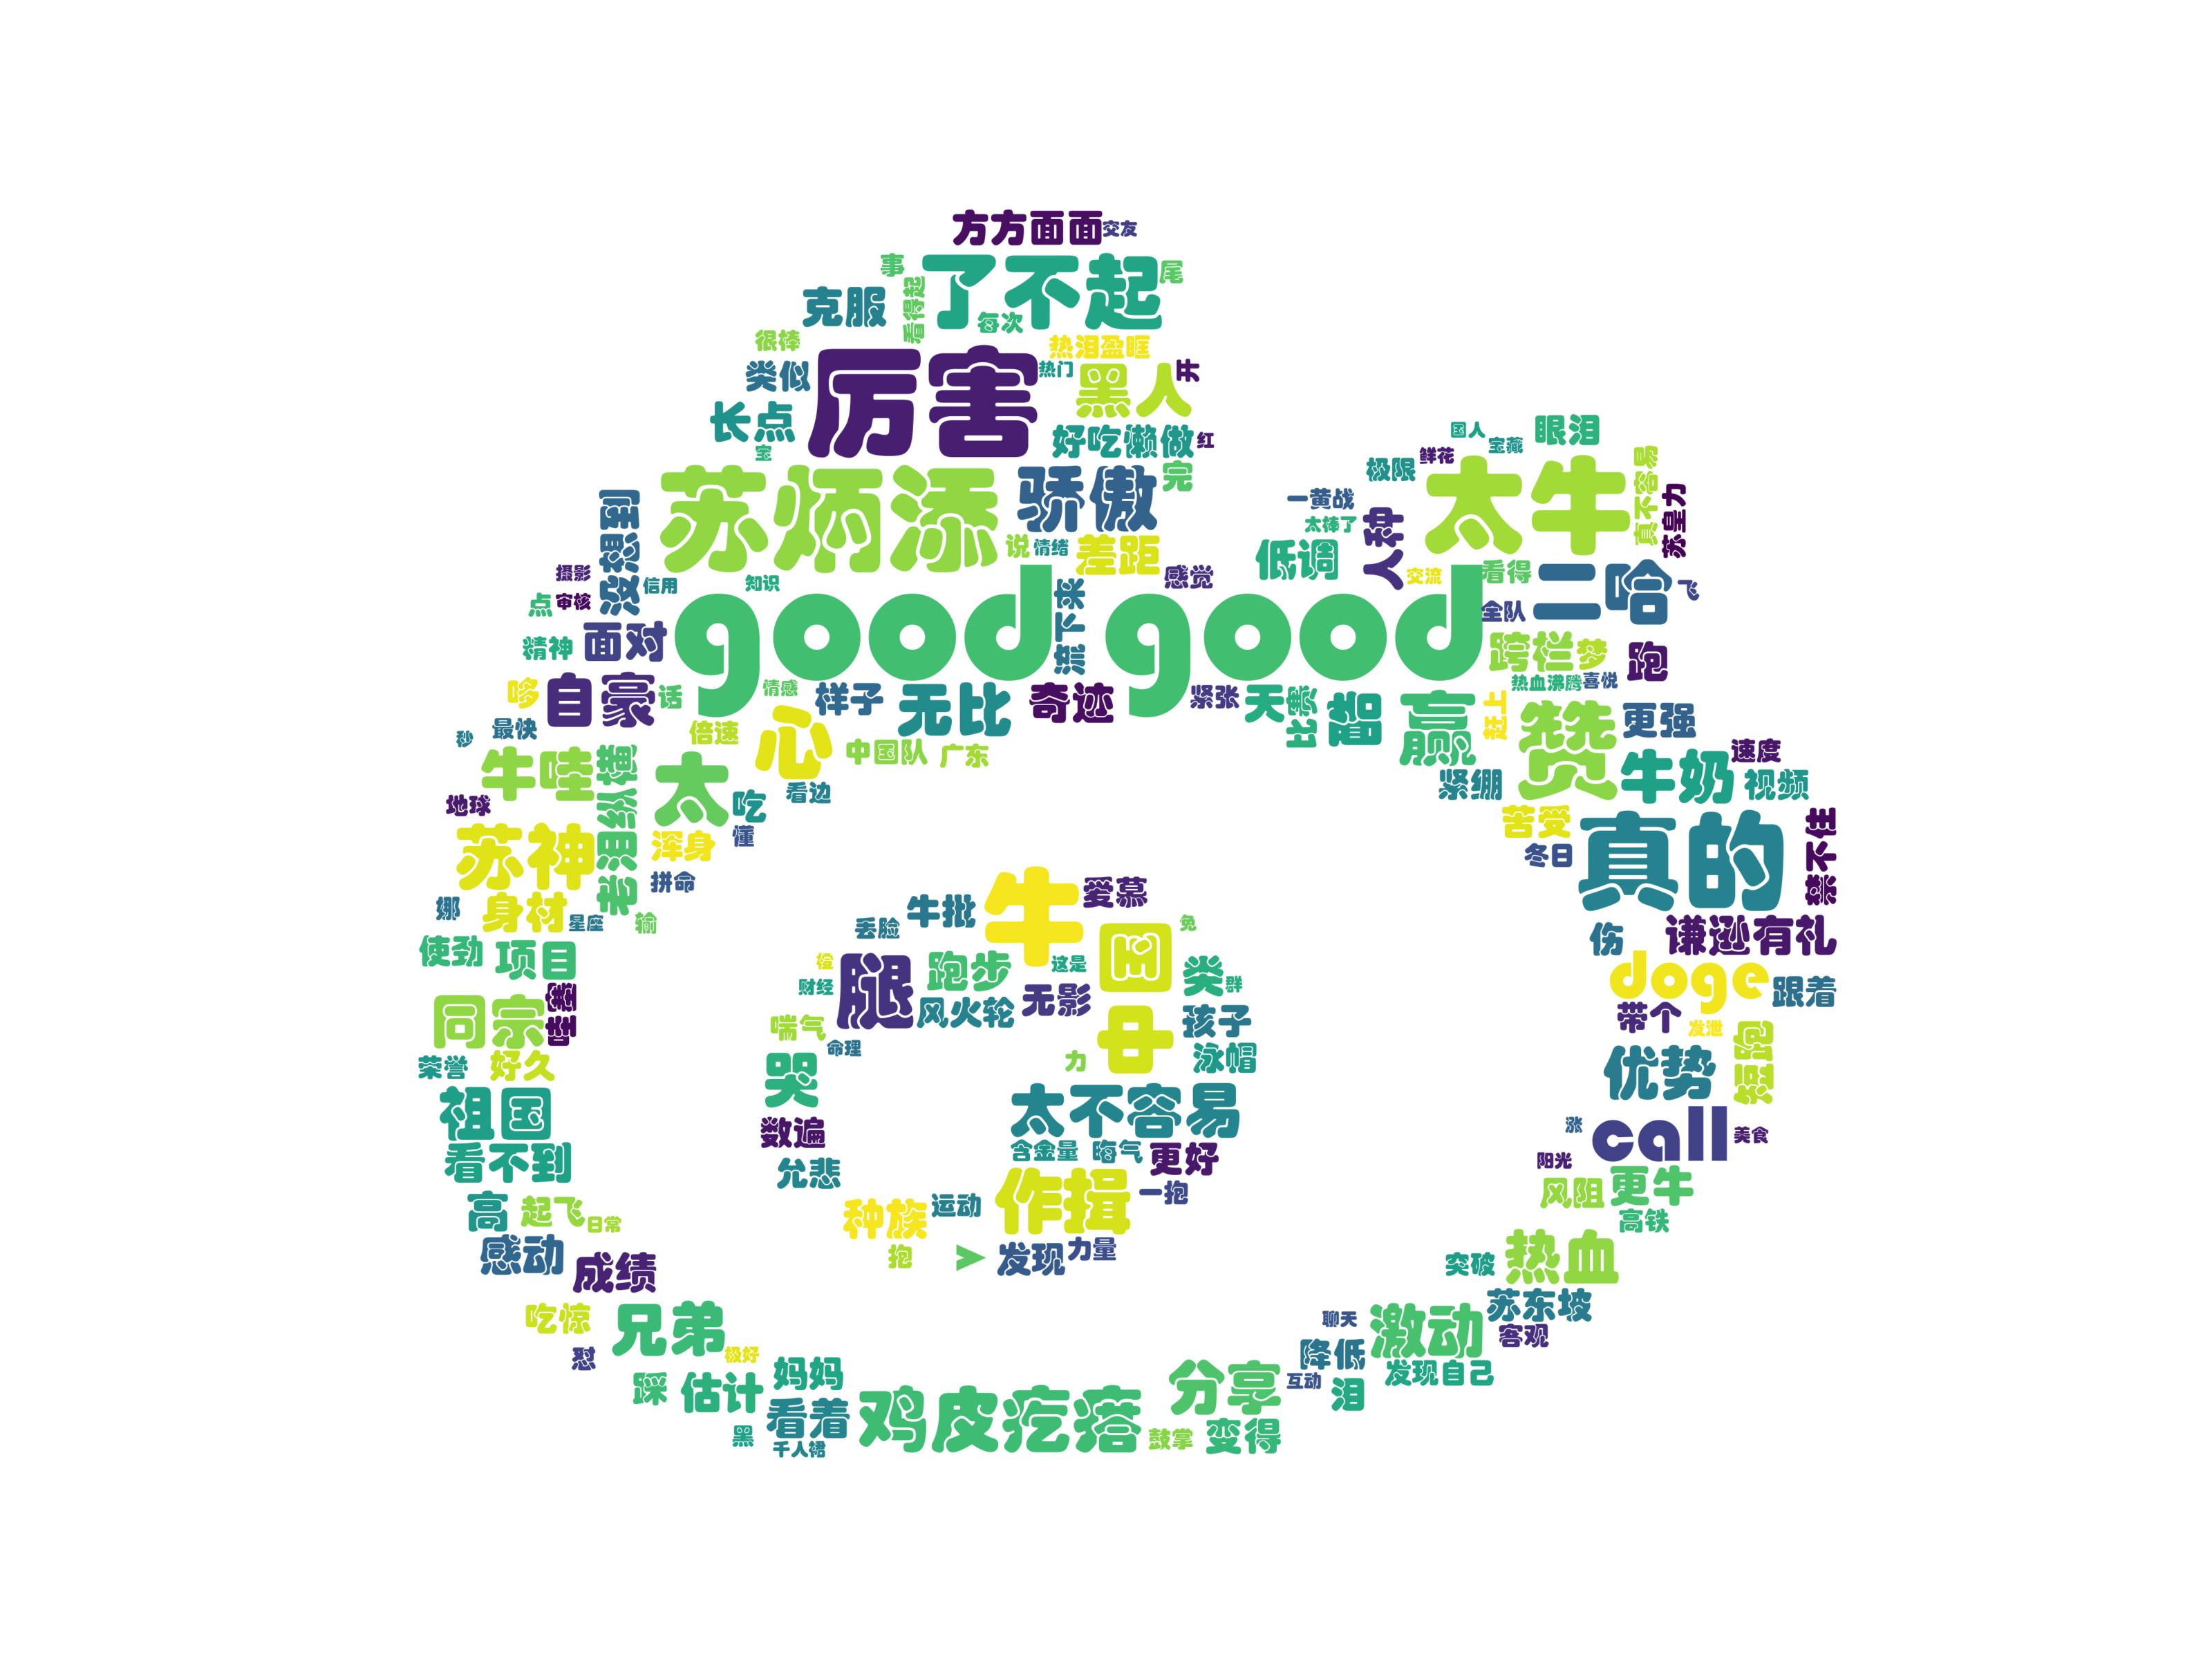 方方面面 交友
事 了不起 尾
克服 看得起 每次
很棒 热泪盈眶
类似 厉害 热门 黑人 开
长点 好吃懒做 红
宝 国人 宝藏 眼泪
苏炳添 骄傲 完 极限 鲜花 太牛 真不容易
没想到 一黄战 太棒了 人种 苏皇力
说 情绪 差距 低调
摄影 信用 知识 感觉 交流 看得 二哈 飞
点 审核 good good 流下来 全队
精神 面对 跨栏 梦 跑
哆 自豪 话 情感 样子 无比 奇迹 紧张 天 比赛 智 赢 赶上 热血沸腾 喜悦
秒 最快 倍速 心 中国队 广东 赞 更强
牛哇 太 吃 看边 紧绷 牛奶 速度 视频
地球 懂 苦受 真的 禁不住
苏神 浑身 冬日
拼命
娜 身材 星座 输 丢脸 牛批 牛 爱慕 免 伤 谦逊有礼
使劲 项目 腿 跑步 这是 类 群 doge 跟着
财经 风火轮 无影
同宗 喘气 孩子 带个 发泄 短跑
荣誉 好久 命理 哭 力 母 泳帽 优势
祖国 数遍 太不容易 涨 call 美食
看不到 允悲 含金量 晦气 更好 阳光
高 起飞 日常 种族 运动 作揖 一抱 风阻 更牛
高铁
感动 成绩 抱 > 发现 力量 突破 热血
吃惊 兄弟 聊天 激动 苏东坡
怼 极好 降低 客观
踩 估计 妈妈 分享 互动 泪 发现自己
黑 看着 鸡皮疙瘩 鼓掌 变得
千人裙